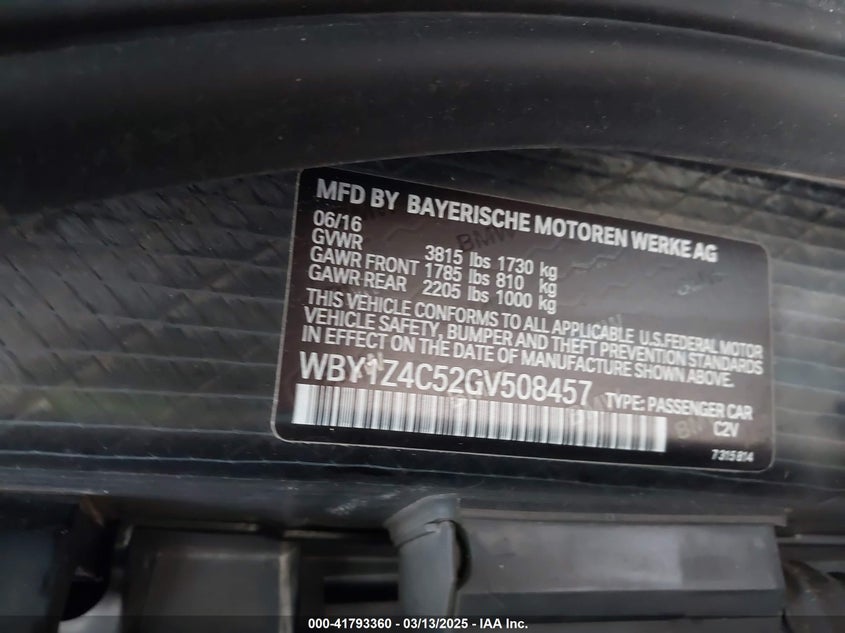 MFD BY BAYERISCHE MOTOREN WERKE AG
06/16
GVWR 3815 lbs 1730 kg
GAWR FRONT 1785 lbs 810 kg
GAWR REAR 2205 lbs 1000 kg
THIS VEHICLE CONFORMS TO ALL APPLICABLE U.S.FEDERAL MOTOR
VEHICLE SAFETY, BUMPER AND THEFT PREVENTION STANDARDS
IN EFFECT ON THE DATE OF MANUFACTURE SHOWN ABOVE.
WBY1Z4C52GV508457 TYPE: PASSENGER CAR
C2V
7315814
000-41793360 / 03/13/2025 - IAA Inc.